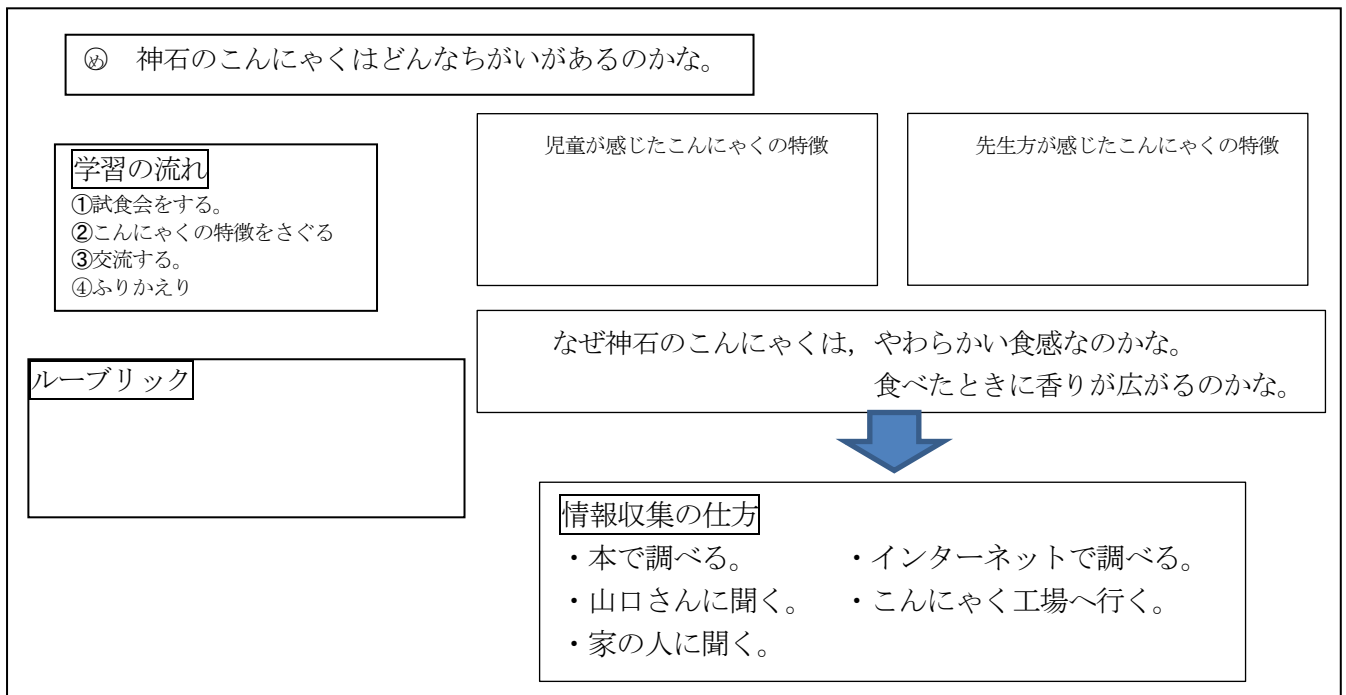 ㋱　神石のこんにゃくはどんなちがいがあるのかな。
学習の流れ
①試食会をする。
②こんにゃくの特徴をさぐる
③交流する。
④ふりかえり
ルーブリック
児童が感じたこんにゃくの特徴
先生方が感じたこんにゃくの特徴
なぜ神石のこんにゃくは，やわらかい食感なのかな。
食べたときに香りが広がるのかな。
情報収集の仕方
・本で調べる。　・インターネットで調べる。
・山口さんに聞く。　・こんにゃく工場へ行く。
・家の人に聞く。